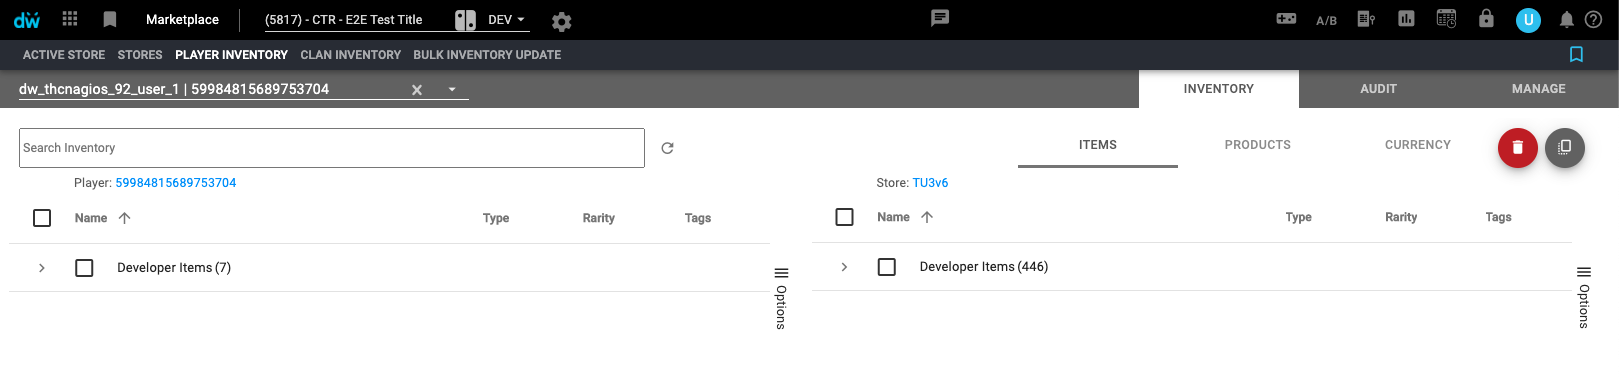 dw Marketplace (5817) - CTR - E2E Test Title DEV A/B U ?
ACTIVE STORE STORES PLAYER INVENTORY CLAN INVENTORY BULK INVENTORY UPDATE
dw_thcnagios_92_user_1 | 59984815689753704 INVENTORY AUDIT MANAGE
Search Inventory ITEMS PRODUCTS CURRENCY
Player: 59984815689753704 Store: TU3v6
Name Type Rarity Tags Name Type Rarity Tags
Developer Items (7) Developer Items (446)
Options Options